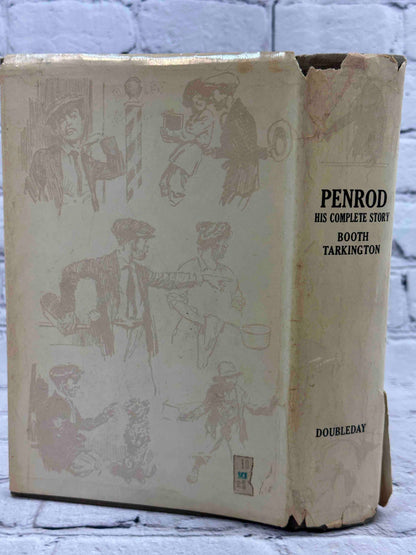 PENROD
HIS COMPLETE STORY
BOOTH
TARKINGTON
DOUBLEDAY